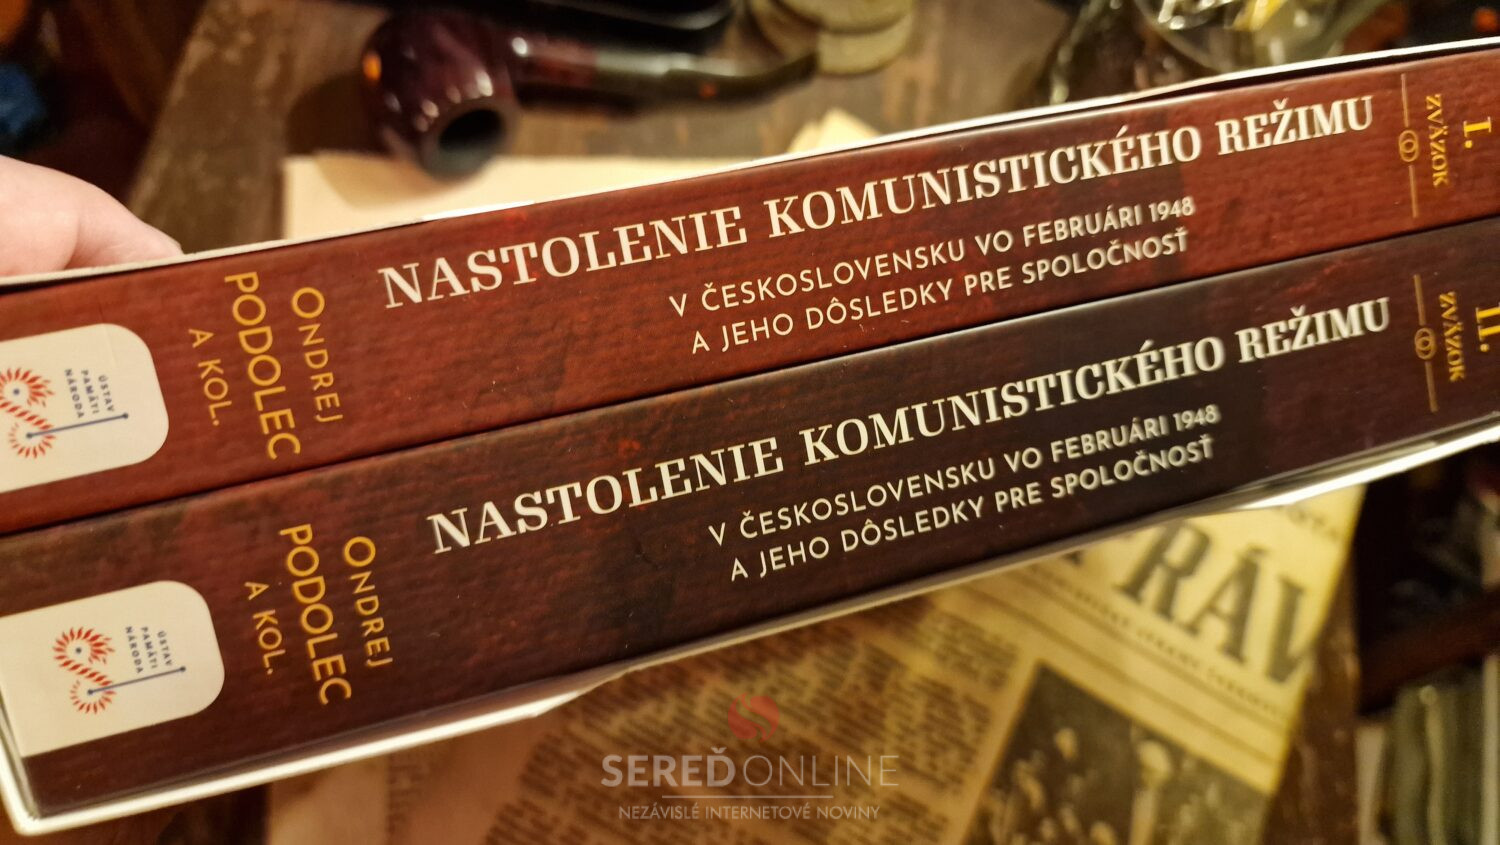 NASTOLENIE KOMUNISTICKÉHO REŽIMU
V ČESKOSLOVENSKU VO FEBRUÁRI 1948
A JEHO DÔSLEDKY PRE SPOLOČNOSŤ
I.
ZVÄZOK
ONDREJ
PODOLEC
A KOL.
ÚSTAV
PAMÄTI
NÁRODA
NASTOLENIE KOMUNISTICKÉHO REŽIMU
V ČESKOSLOVENSKU VO FEBRUÁRI 1948
A JEHO DÔSLEDKY PRE SPOLOČNOSŤ
II.
ZVÄZOK
ONDREJ
PODOLEC
A KOL.
ÚSTAV
PAMÄTI
NÁRODA
PRÁV
SEREĎONLINE
NEZÁVISLÉ INTERNETOVÉ NOVINY